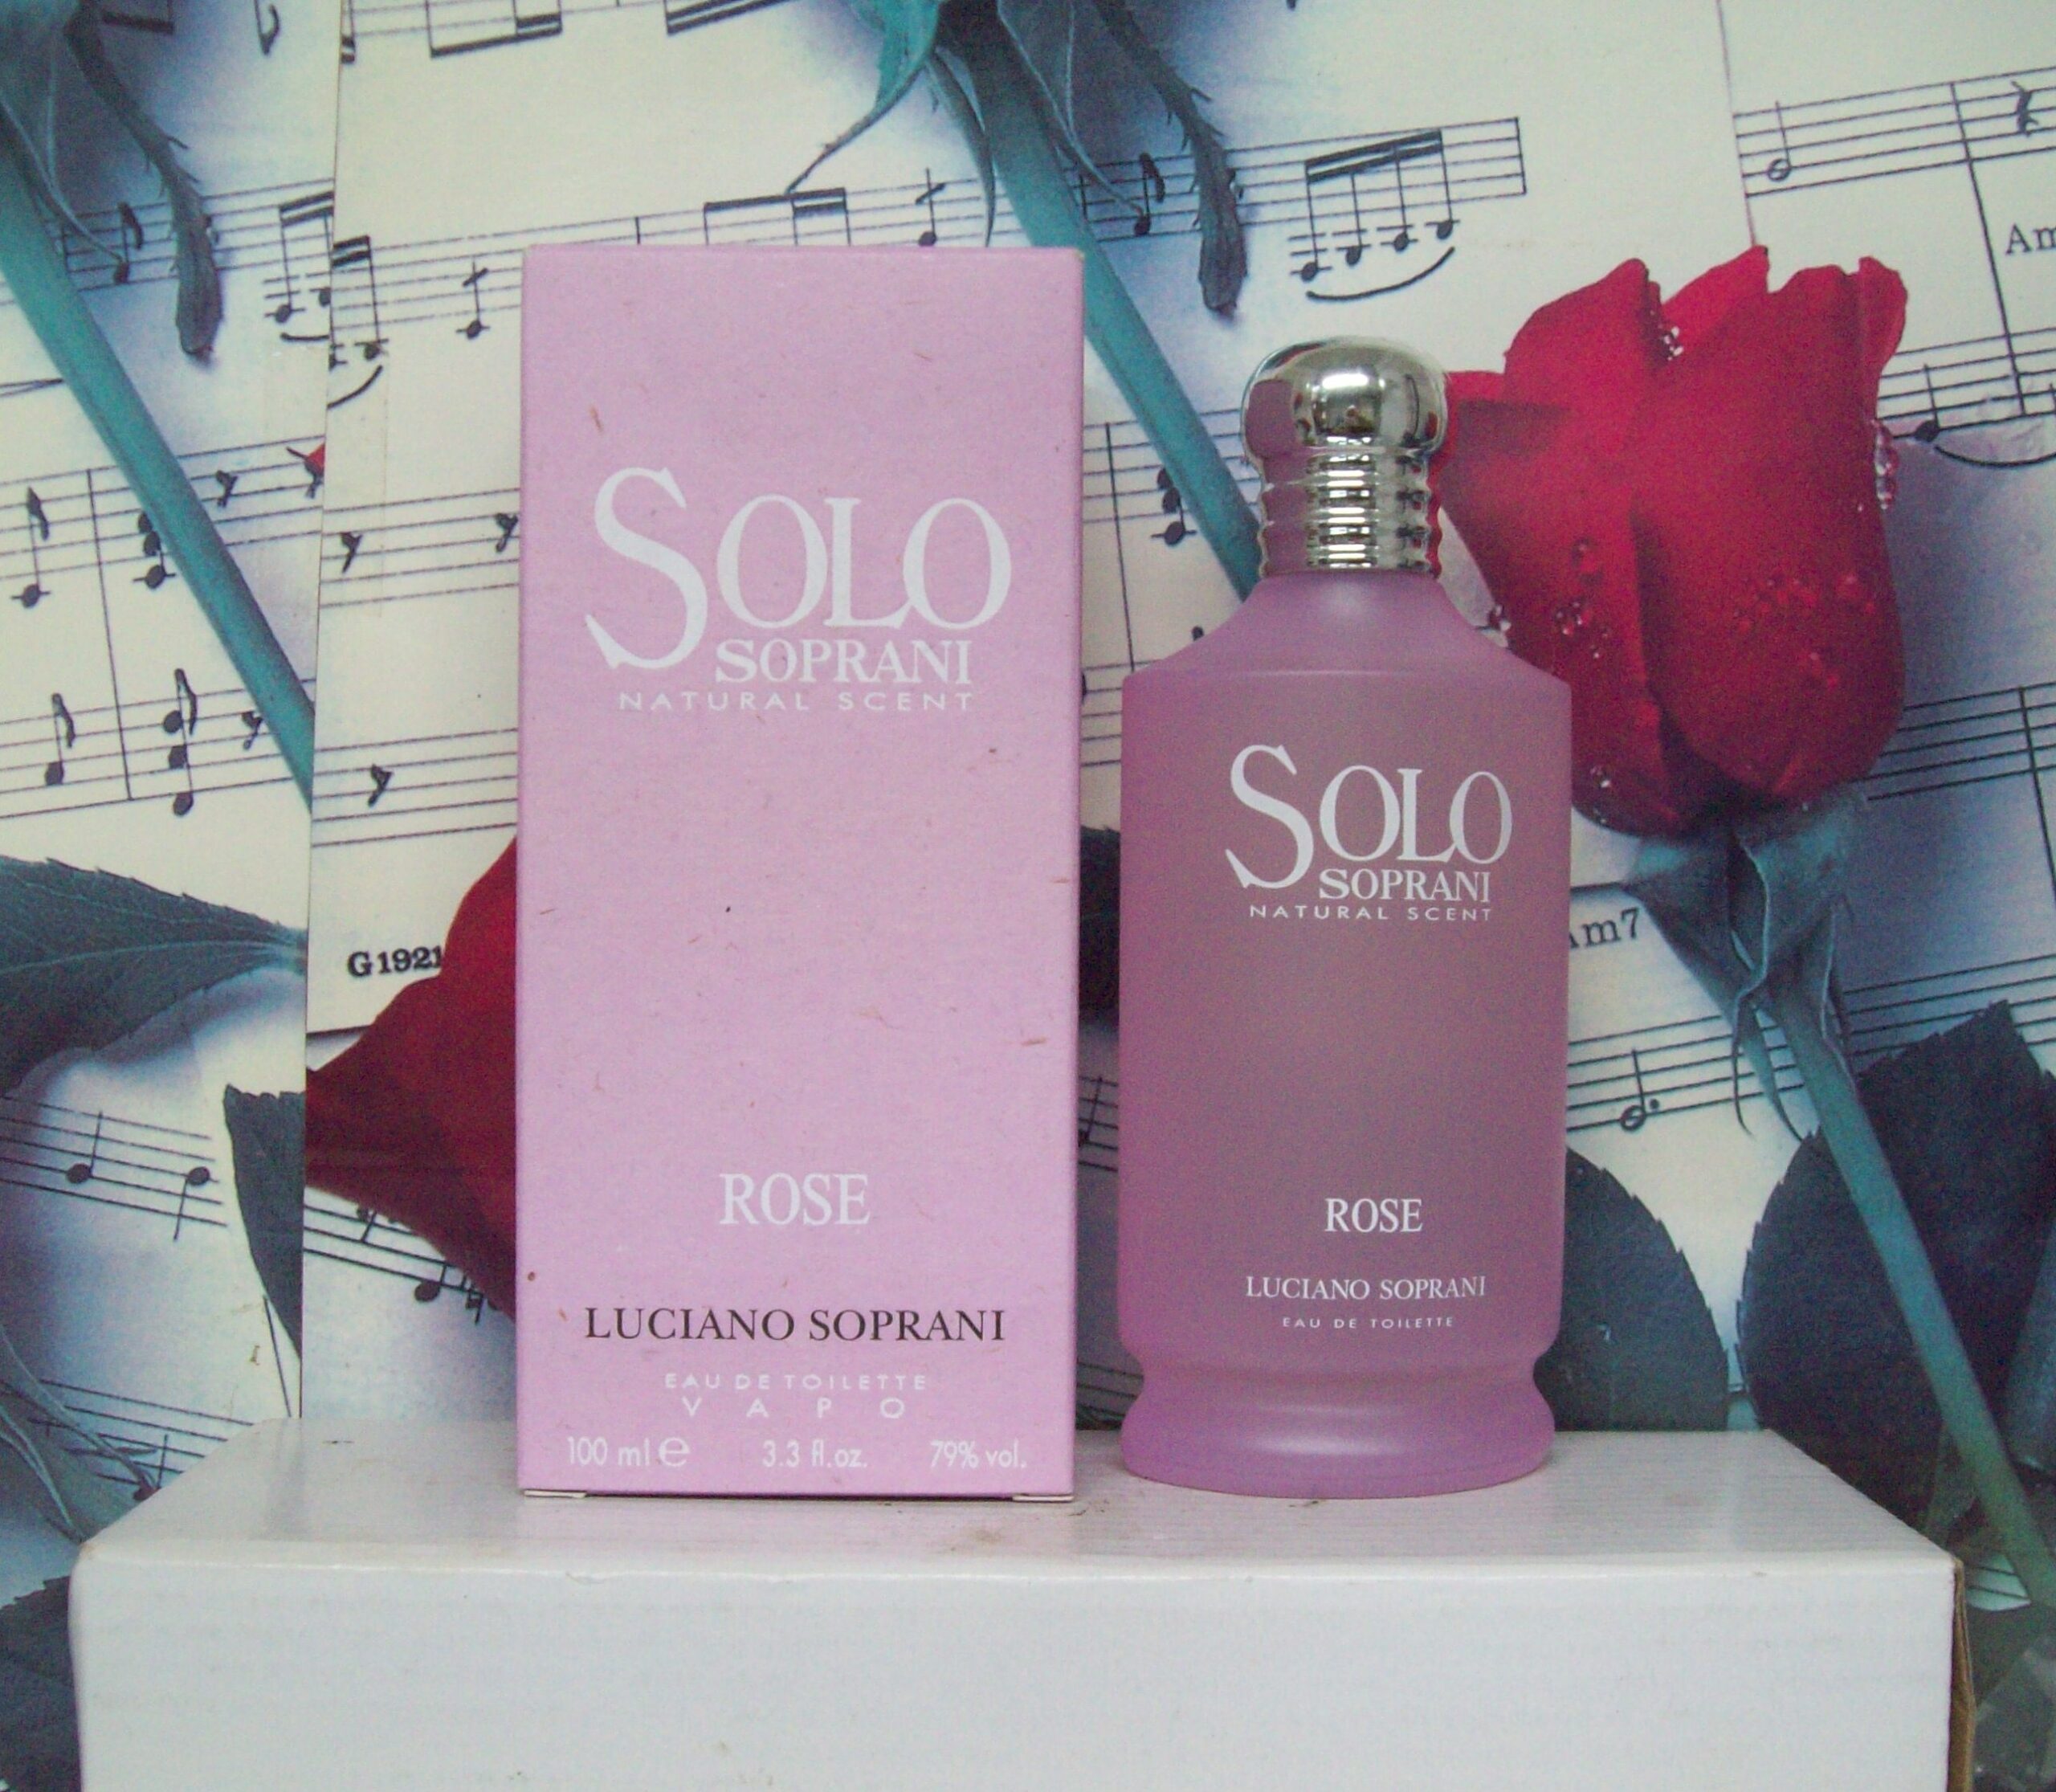 SOLO
SOPRANI
NATURAL SCENT
ROSE
LUCIANO SOPRANI
EAU DE TOILETTE
VAPO
100 ml e 3.3 fl.oz. 79% vol.
SOLO
SOPRANI
NATURAL SCENT
ROSE
LUCIANO SOPRANI
EAU DE TOILETTE
G1921
Am
Am7